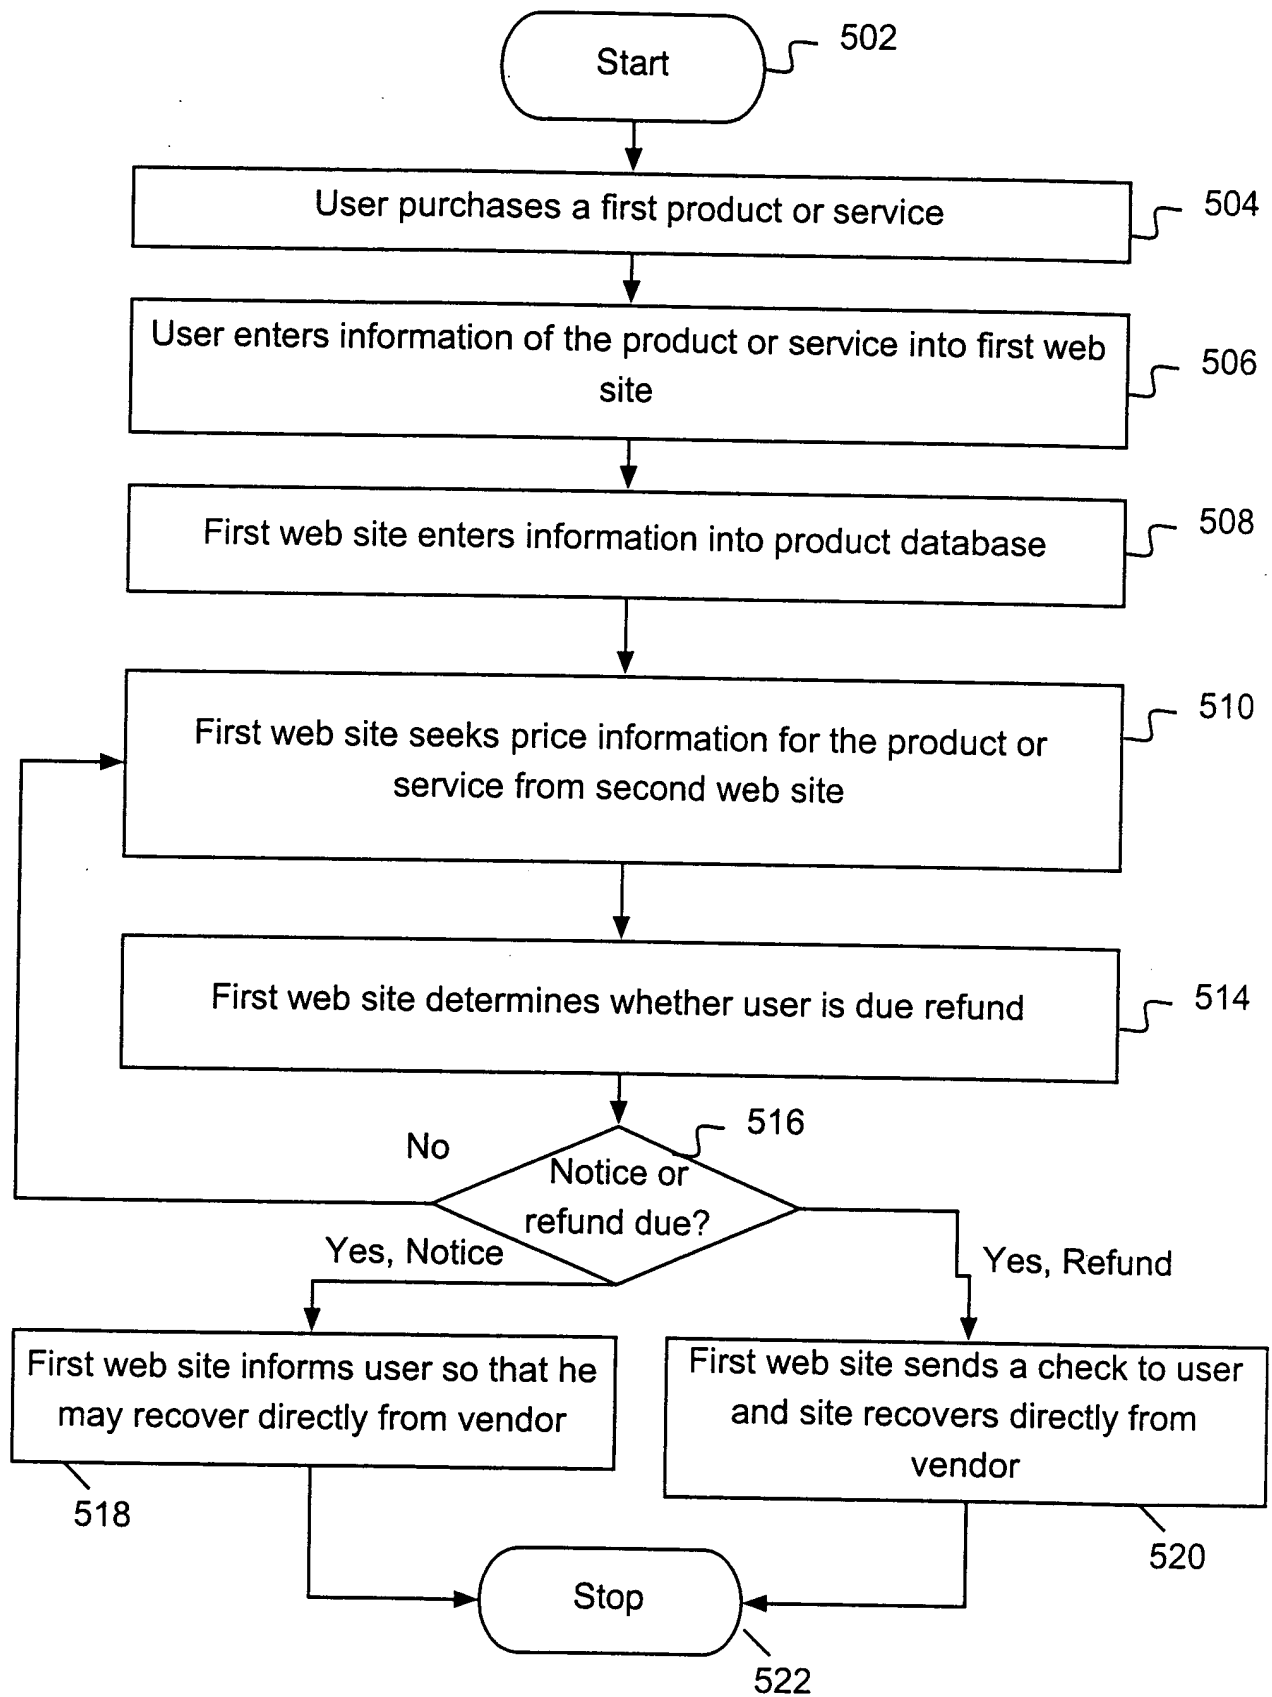 Start
502
User purchases a first product or service
504
User enters information of the product or service into first web
site
506
First web site enters information into product database
508
First web site seeks price information for the product or
service from second web site
510
First web site determines whether user is due refund
514
516
No
Notice or
refund due?
Yes, Notice
Yes, Refund
First web site informs user so that he
may recover directly from vendor
518
First web site sends a check to user
and site recovers directly from
vendor
520
Stop
522